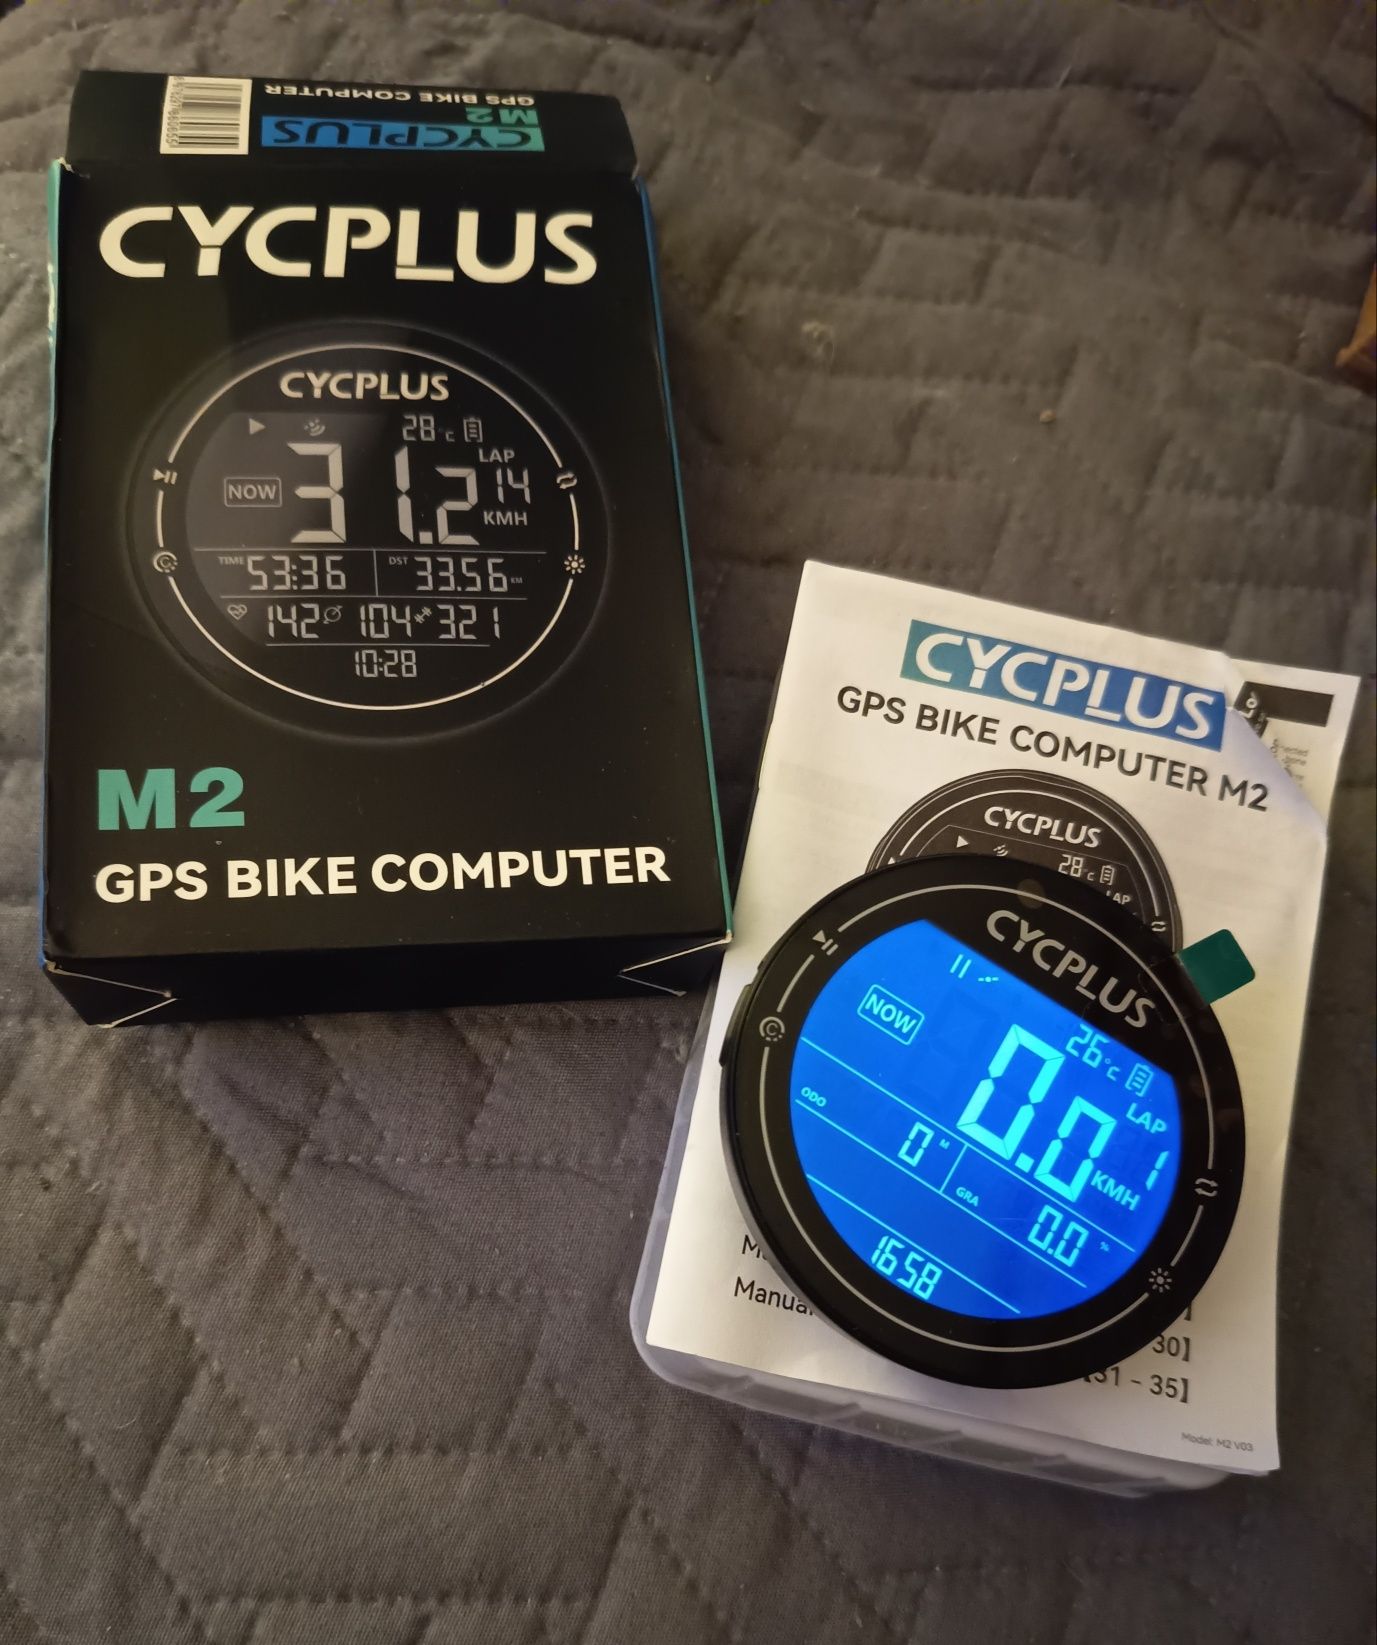 GPS BIKE COMPUTER
M2
CYCPLUS
CYCPLUS
CYCPLUS
28°C
LAP
NOW 31.2 14
KMH
TIME 53:36 DST 33.56 KM
142 104 321
10:28
M2
GPS BIKE COMPUTER
CYCPLUS
GPS BIKE COMPUTER M2
CYCPLUS
28°C
LAP
CYCPLUS
26°C
LAP
NOW 0.0 1
KMH
ODO 0 M
GRA 0.0 %
16 58
30】
31 - 35】
Model: M2 V03